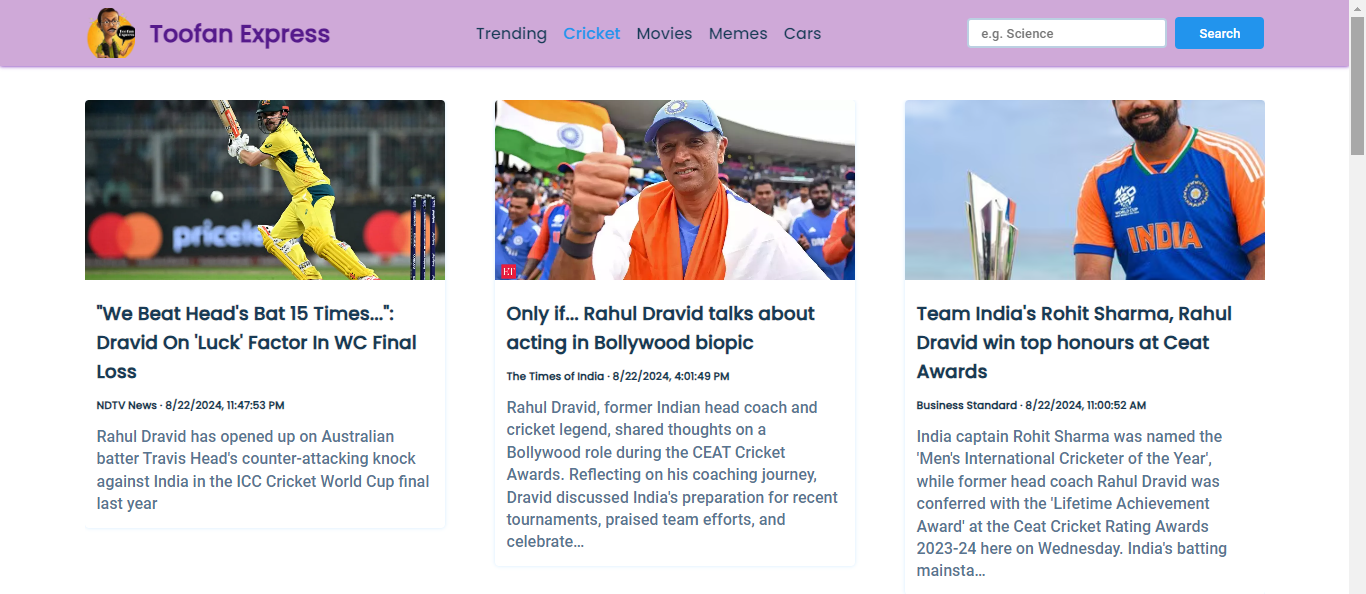 Toofan Express
Toofan Express
Trending Cricket Movies Memes Cars
e.g. Science
Search
pricele
ET
INDIA
"We Beat Head's Bat 15 Times...":
Dravid On 'Luck' Factor In WC Final
Loss
NDTV News · 8/22/2024, 11:47:53 PM
Rahul Dravid has opened up on Australian
batter Travis Head's counter-attacking knock
against India in the ICC Cricket World Cup final
last year
Only if... Rahul Dravid talks about
acting in Bollywood biopic
The Times of India · 8/22/2024, 4:01:49 PM
Rahul Dravid, former Indian head coach and
cricket legend, shared thoughts on a
Bollywood role during the CEAT Cricket
Awards. Reflecting on his coaching journey,
Dravid discussed India's preparation for recent
tournaments, praised team efforts, and
celebrate…
Team India's Rohit Sharma, Rahul
Dravid win top honours at Ceat
Awards
Business Standard · 8/22/2024, 11:00:52 AM
India captain Rohit Sharma was named the
'Men's International Cricketer of the Year',
while former head coach Rahul Dravid was
conferred with the 'Lifetime Achievement
Award' at the Ceat Cricket Rating Awards
2023-24 here on Wednesday. India's batting
mainsta…